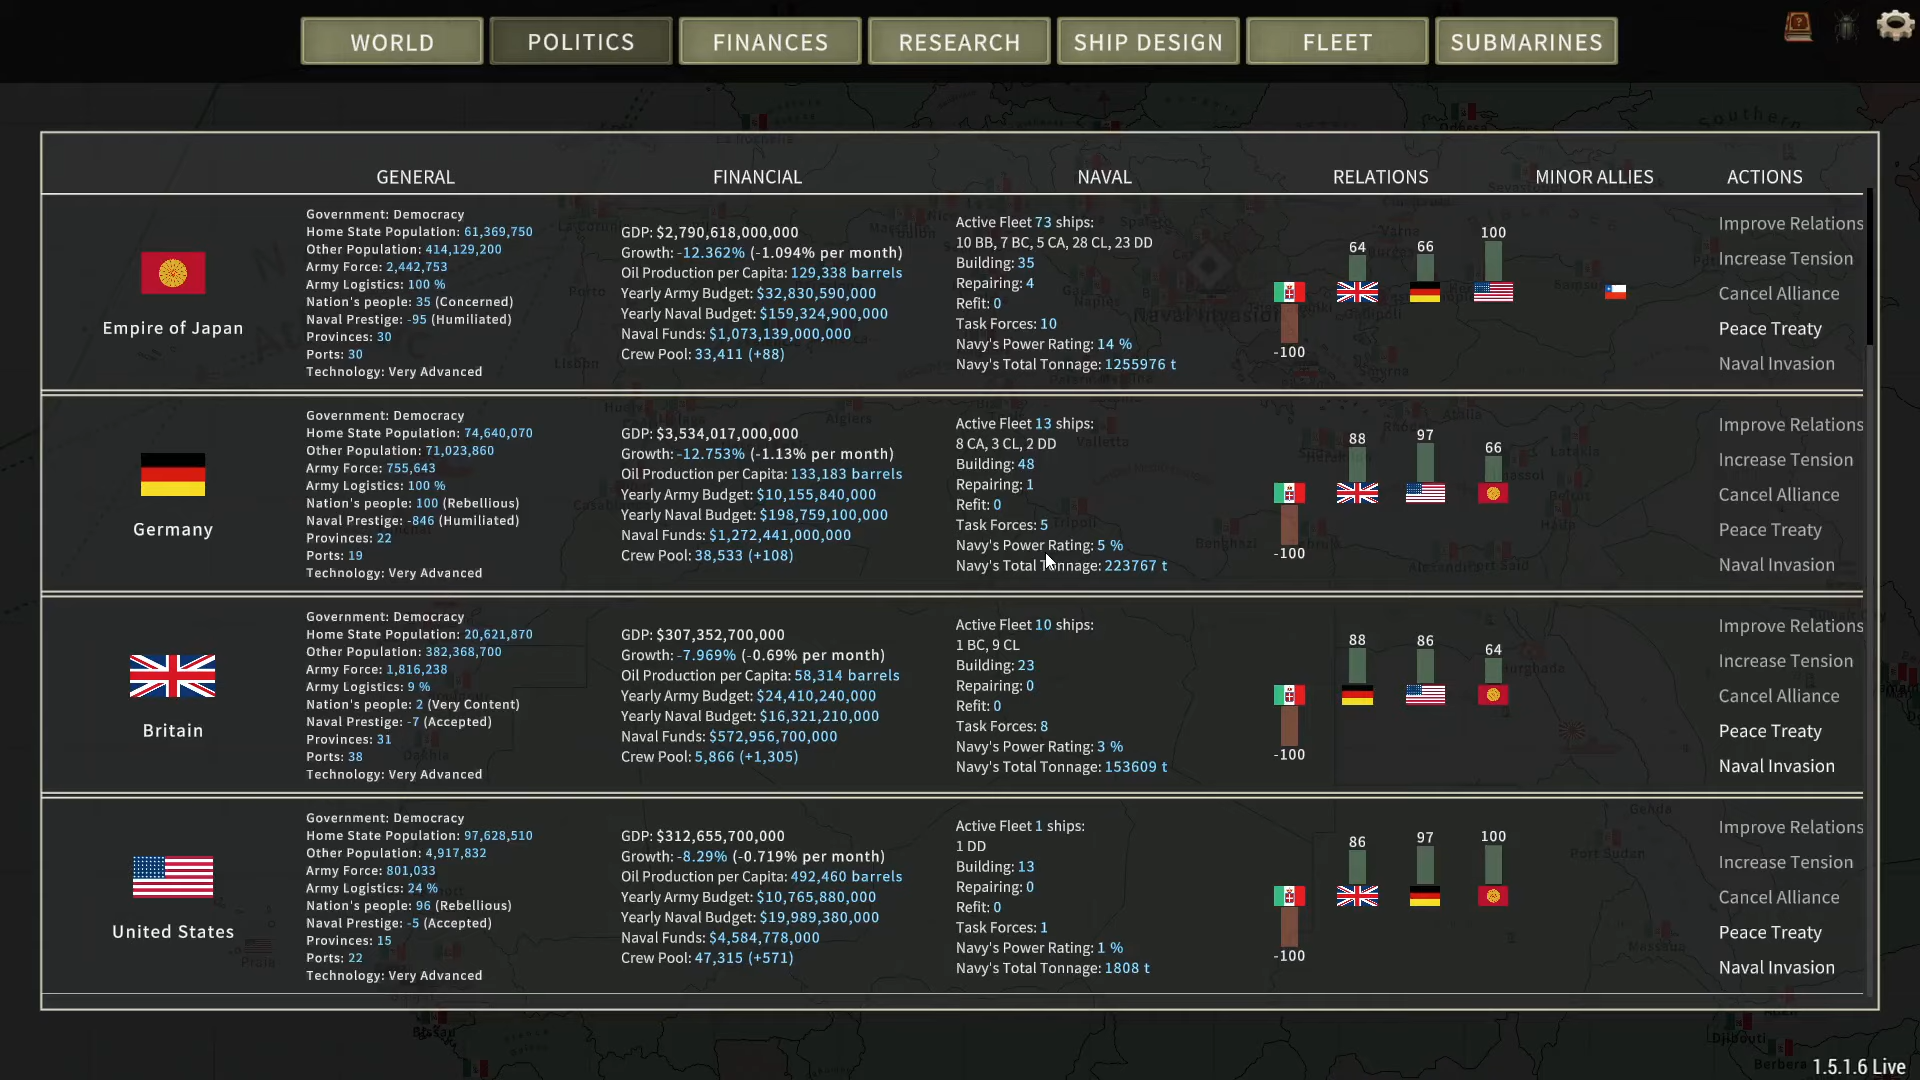 WORLD
POLITICS
FINANCES
RESEARCH
SHIP DESIGN
FLEET
SUBMARINES
GENERAL
FINANCIAL
NAVAL
RELATIONS
MINOR ALLIES
ACTIONS
Empire of Japan
Government: Democracy
Home State Population: 61,369,750
Other Population: 414,129,200
Army Force: 2,442,753
Army Logistics: 100 %
Nation's people: 35 (Concerned)
Naval Prestige: -95 (Humiliated)
Provinces: 30
Ports: 30
Technology: Very Advanced
GDP: $2,790,618,000,000
Growth: -12.362% (-1.094% per month)
Oil Production per Capita: 129,338 barrels
Yearly Army Budget: $32,830,590,000
Yearly Naval Budget: $159,324,900,000
Naval Funds: $1,073,139,000,000
Crew Pool: 33,411 (+88)
Active Fleet 73 ships:
10 BB, 7 BC, 5 CA, 28 CL, 23 DD
Building: 35
Repairing: 4
Refit: 0
Task Forces: 10
Navy's Power Rating: 14 %
Navy's Total Tonnage: 1255976 t
64
66
100
-100
Improve Relations
Increase Tension
Cancel Alliance
Peace Treaty
Naval Invasion
Germany
Government: Democracy
Home State Population: 74,640,070
Other Population: 71,023,860
Army Force: 755,643
Army Logistics: 100 %
Nation's people: 100 (Rebellious)
Naval Prestige: -846 (Humiliated)
Provinces: 22
Ports: 19
Technology: Very Advanced
GDP: $3,534,017,000,000
Growth: -12.753% (-1.13% per month)
Oil Production per Capita: 133,183 barrels
Yearly Army Budget: $10,155,840,000
Yearly Naval Budget: $198,759,100,000
Naval Funds: $1,272,441,000,000
Crew Pool: 38,533 (+108)
Active Fleet 13 ships:
8 CA, 3 CL, 2 DD
Building: 48
Repairing: 1
Refit: 0
Task Forces: 5
Navy's Power Rating: 5 %
Navy's Total Tonnage: 223767 t
88
97
66
-100
Improve Relations
Increase Tension
Cancel Alliance
Peace Treaty
Naval Invasion
Britain
Government: Democracy
Home State Population: 20,621,870
Other Population: 382,368,700
Army Force: 1,816,238
Army Logistics: 9 %
Nation's people: 2 (Very Content)
Naval Prestige: -7 (Accepted)
Provinces: 31
Ports: 38
Technology: Very Advanced
GDP: $307,352,700,000
Growth: -7.969% (-0.69% per month)
Oil Production per Capita: 58,314 barrels
Yearly Army Budget: $24,410,240,000
Yearly Naval Budget: $16,321,210,000
Naval Funds: $572,956,700,000
Crew Pool: 5,866 (+1,305)
Active Fleet 10 ships:
1 BC, 9 CL
Building: 23
Repairing: 0
Refit: 0
Task Forces: 8
Navy's Power Rating: 3 %
Navy's Total Tonnage: 153609 t
88
86
64
-100
Improve Relations
Increase Tension
Cancel Alliance
Peace Treaty
Naval Invasion
United States
Government: Democracy
Home State Population: 97,628,510
Other Population: 4,917,832
Army Force: 801,033
Army Logistics: 24 %
Nation's people: 96 (Rebellious)
Naval Prestige: -5 (Accepted)
Provinces: 15
Ports: 22
Technology: Very Advanced
GDP: $312,655,700,000
Growth: -8.29% (-0.719% per month)
Oil Production per Capita: 492,460 barrels
Yearly Army Budget: $10,765,880,000
Yearly Naval Budget: $19,989,380,000
Naval Funds: $4,584,778,000
Crew Pool: 47,315 (+571)
Active Fleet 1 ships:
1 DD
Building: 13
Repairing: 0
Refit: 0
Task Forces: 1
Navy's Power Rating: 1 %
Navy's Total Tonnage: 1808 t
86
97
100
-100
Improve Relations
Increase Tension
Cancel Alliance
Peace Treaty
Naval Invasion
1.5.1.6 Live